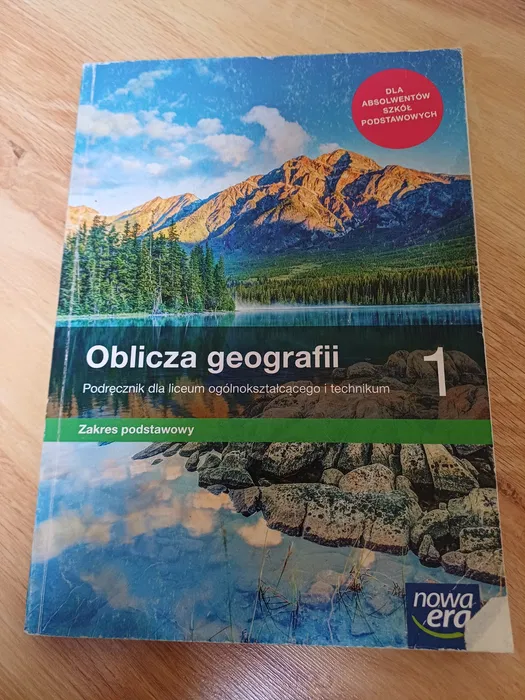 DLA
ABSOLWENTÓW
SZKÓŁ
PODSTAWOWYCH
Oblicza geografii 1
Podręcznik dla liceum ogólnokształcącego i technikum
Zakres podstawowy
nowa
era